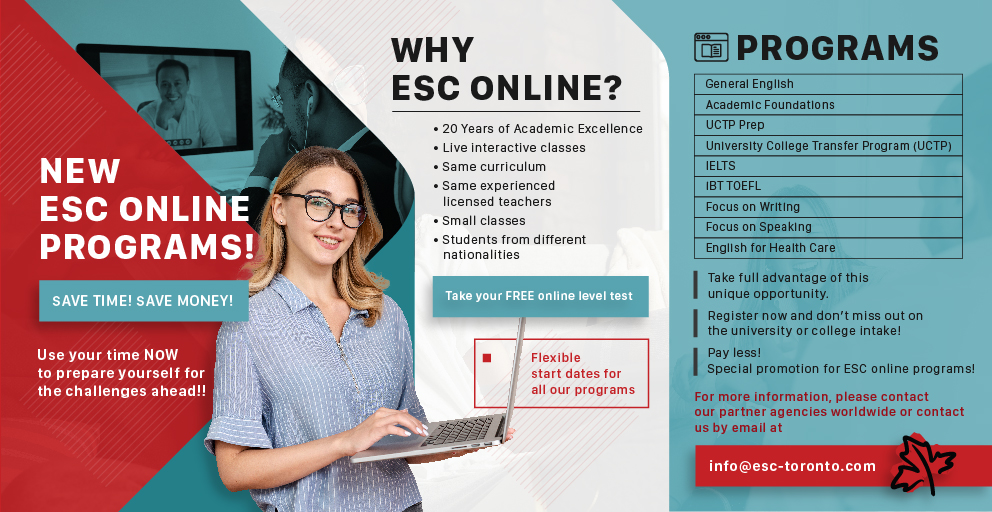 NEW
ESC ONLINE
PROGRAMS!
SAVE TIME! SAVE MONEY!
Use your time NOW
to prepare yourself for
the challenges ahead!!
WHY
ESC ONLINE?
• 20 Years of Academic Excellence
• Live interactive classes
• Same curriculum
• Same experienced
licensed teachers
• Small classes
• Students from different
nationalities
Take your FREE online level test
Flexible
start dates for
all our programs
PROGRAMS
General English
Academic Foundations
UCTP Prep
University College Transfer Program (UCTP)
IELTS
IBT TOEFL
Focus on Writing
Focus on Speaking
English for Health Care
Take full advantage of this
unique opportunity.
Register now and don't miss out on
the university or college intake!
Pay less!
Special promotion for ESC online programs!
For more information, please contact
our partner agencies worldwide or contact
us by email at
info@esc-toronto.com